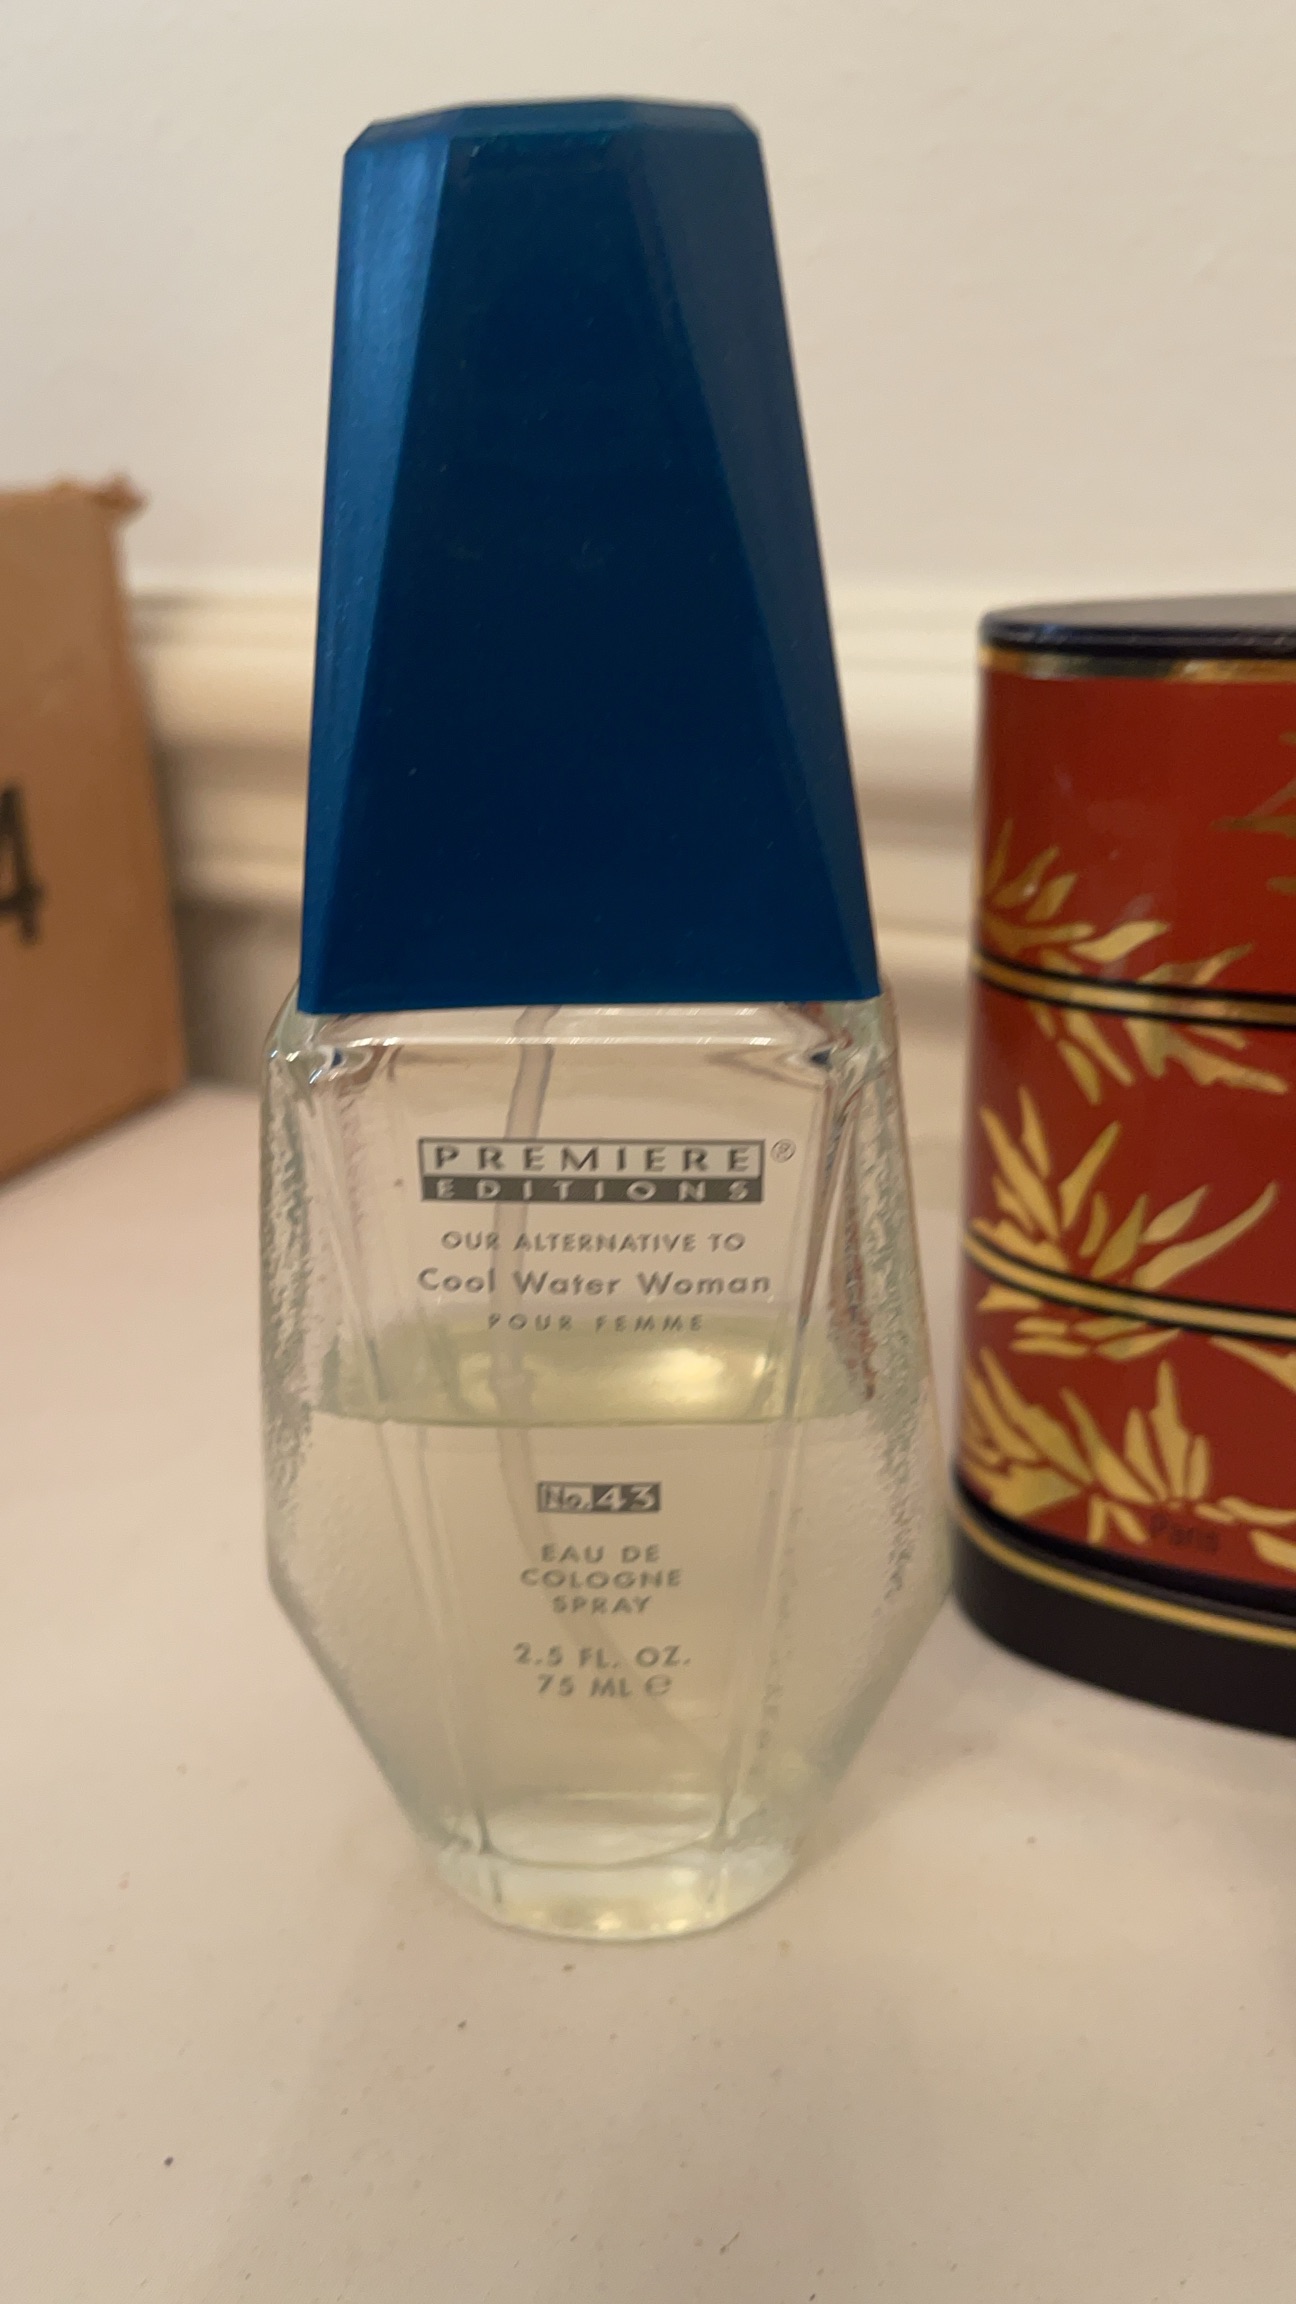 PREMIERE®
EDITIONS
OUR ALTERNATIVE TO
Cool Water Woman
POUR FEMME
No. 43
EAU DE
COLOGNE
SPRAY
2.5 FL. OZ.
75 ML ℮
4
Paris